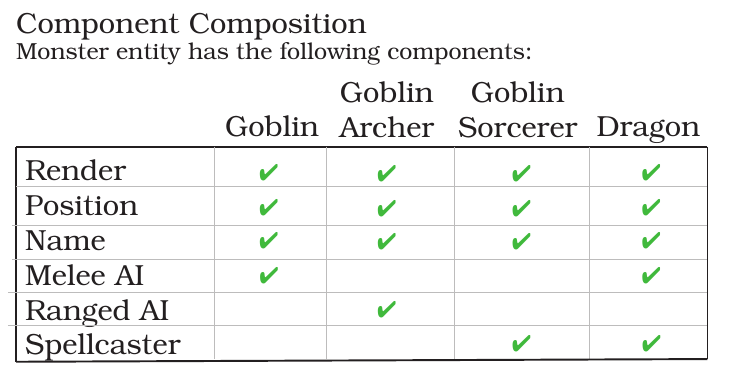 Component Composition
Monster entity has the following components:
Goblin Goblin
Goblin Archer Sorcerer Dragon
Render ✔ ✔ ✔ ✔
Position ✔ ✔ ✔ ✔
Name ✔ ✔ ✔ ✔
Melee AI ✔ ✔
Ranged AI ✔
Spellcaster ✔ ✔